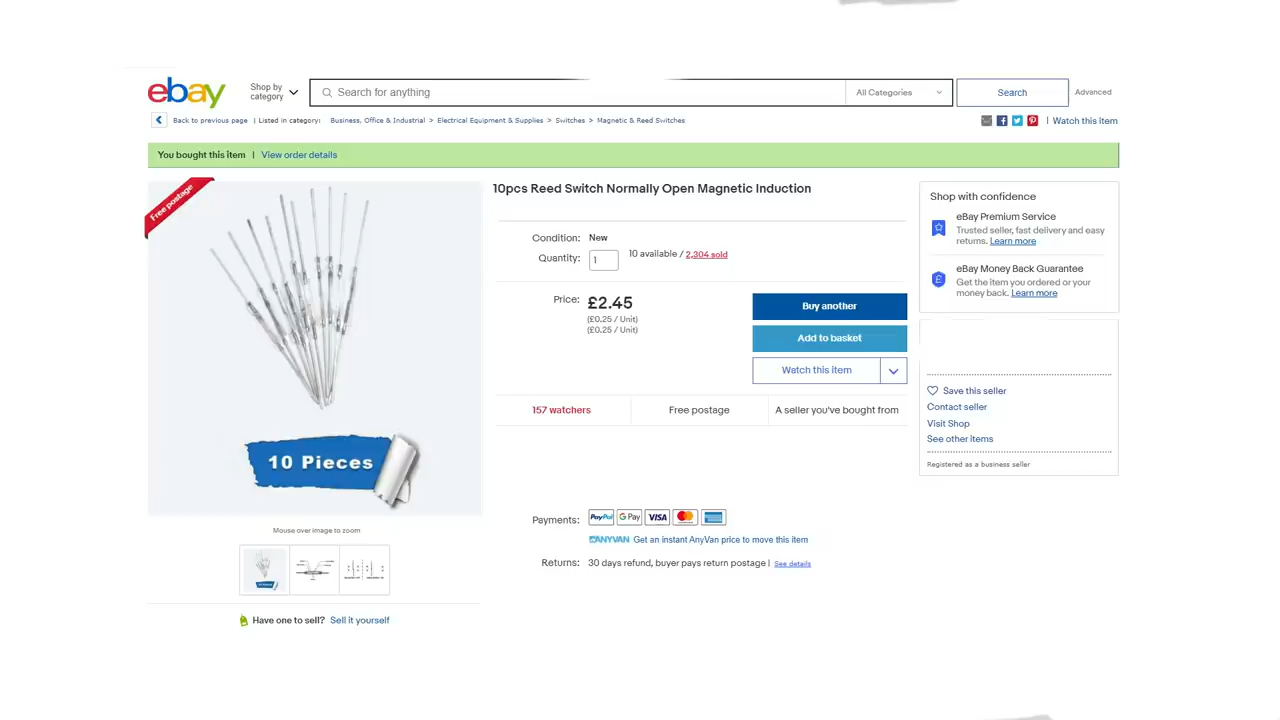 ebay
Shop by
category
Search for anything
All Categories
Search
Advanced
Back to previous page | Listed in category: Business, Office & Industrial > Electrical Equipment & Supplies > Switches > Magnetic & Reed Switches
| Watch this item
You bought this item | View order details
Free postage
10 Pieces
Mouse over image to zoom
Have one to sell? Sell it yourself
10pcs Reed Switch Normally Open Magnetic Induction
Condition: New
Quantity: 1 10 available / 2,304 sold
Price: £2.45
(£0.25 / Unit)
(£0.25 / Unit)
Buy another
Add to basket
Watch this item
157 watchers
Free postage
A seller you've bought from
Payments: PayPal G Pay VISA
ANYVAN Get an instant AnyVan price to move this item
Returns: 30 days refund, buyer pays return postage | See details
Shop with confidence
eBay Premium Service
Trusted seller, fast delivery and easy
returns. Learn more
eBay Money Back Guarantee
Get the item you ordered or your
money back. Learn more
Save this seller
Contact seller
Visit Shop
See other items
Registered as a business seller